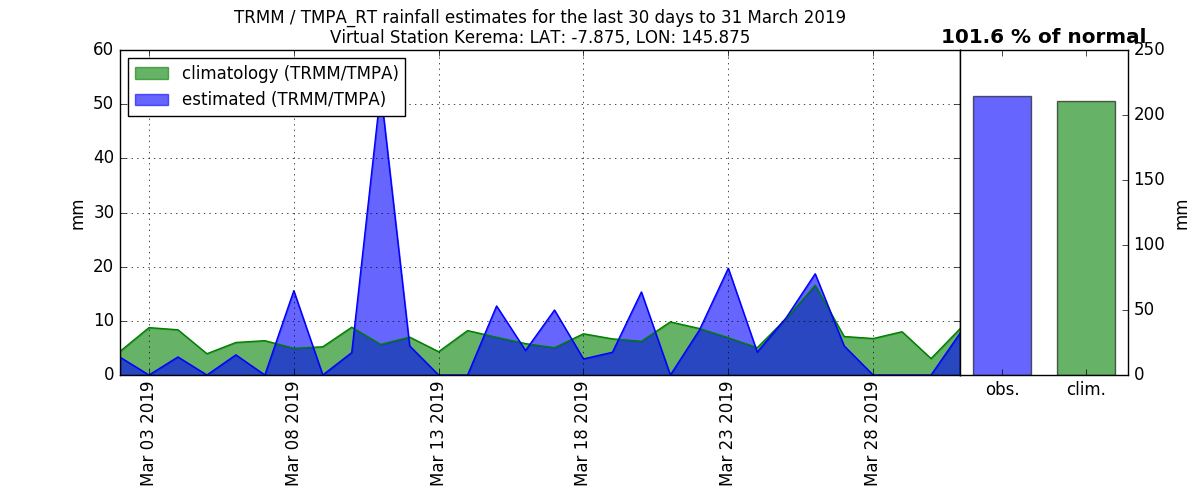 TRMM / TMPA_RT rainfall estimates for the last 30 days to 31 March 2019
Virtual Station Kerema: LAT: -7.875, LON: 145.875
101.6 % of normal
climatology (TRMM/TMPA)
estimated (TRMM/TMPA)
60
50
40
30
20
10
0
mm
Mar 03 2019
Mar 08 2019
Mar 13 2019
Mar 18 2019
Mar 23 2019
Mar 28 2019
obs.
clim.
250
200
150
100
50
0
mm